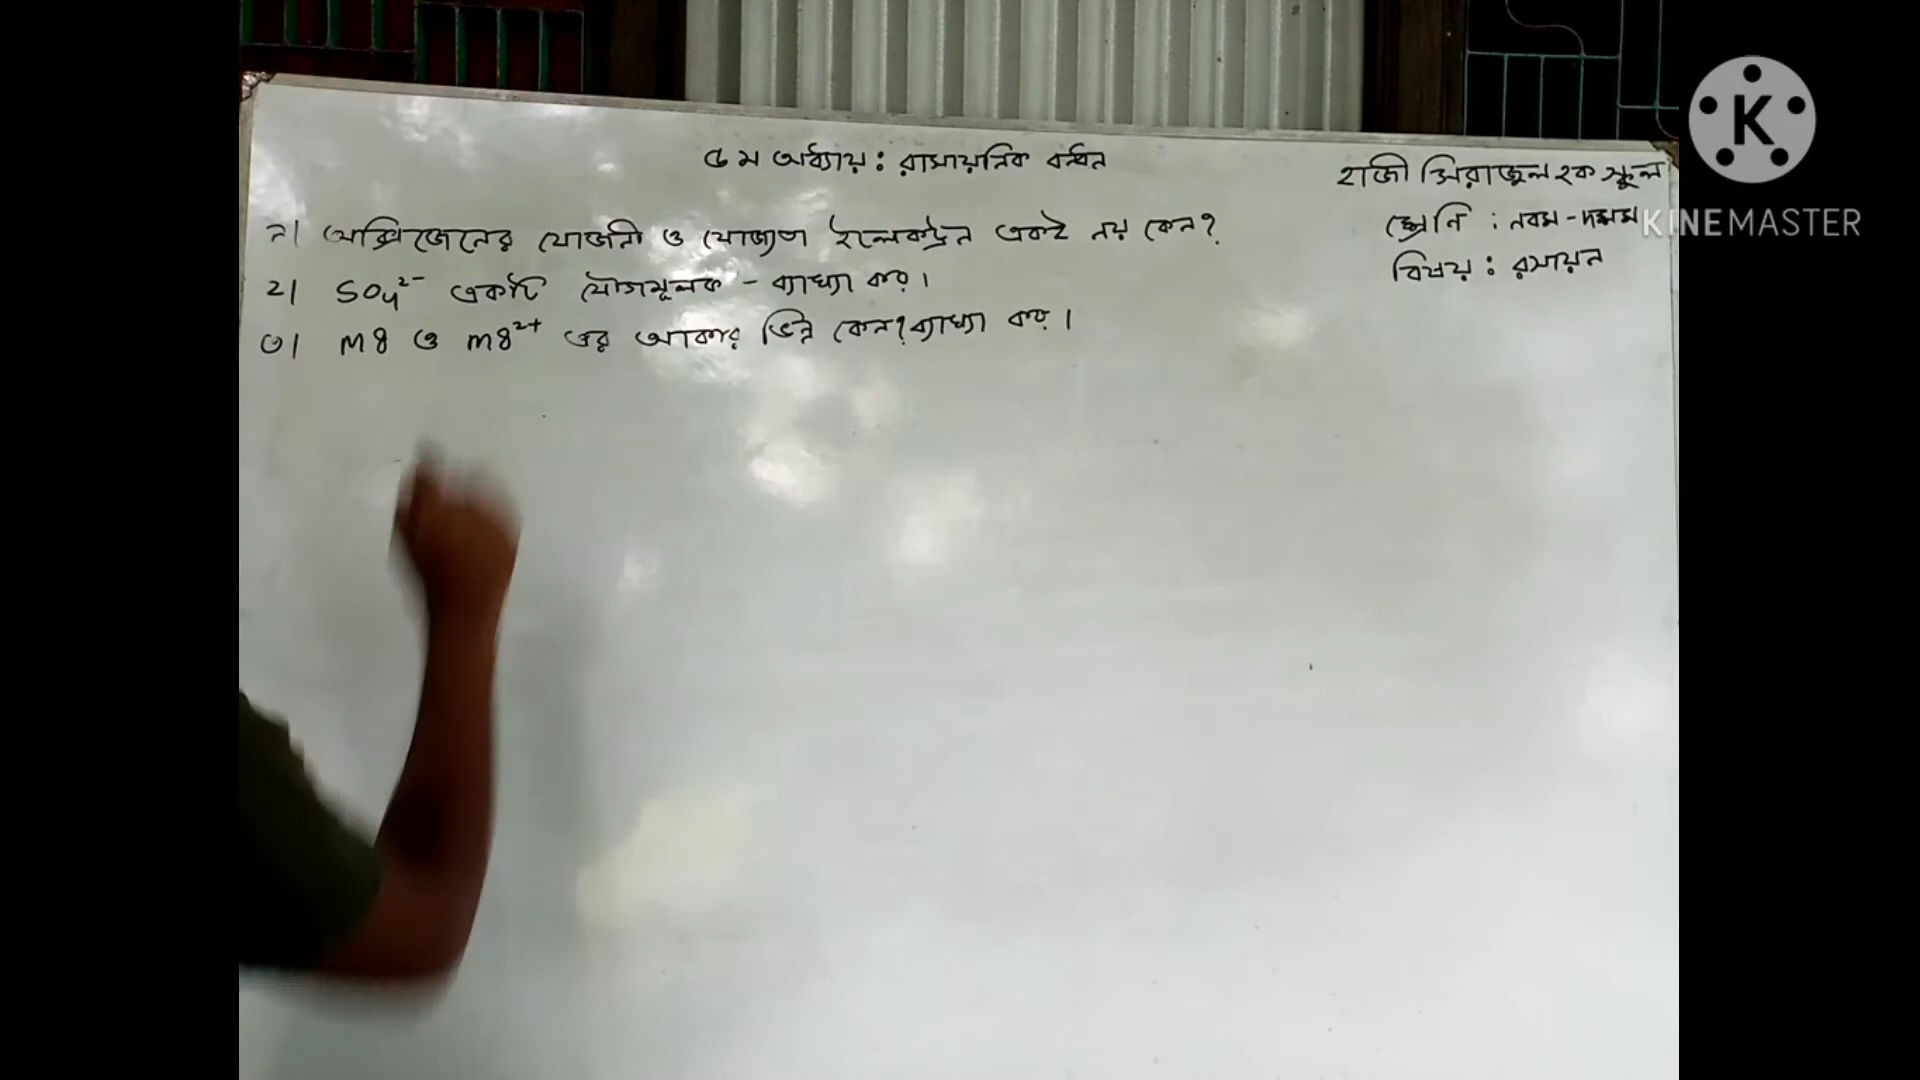 ৫ম অধ্যায়ঃ রাসায়নিক বন্ধন
হাজী সিরাজুল হক স্কুল
শ্রেণি : নবম - দশম
বিষয়ঃ রসায়ন
১। অক্সিজেনের যোজনী ও যোজ্যতা ইলেকট্রন একই নয় কেন?
২। SO₄²⁻ একটি যৌগমূলক - ব্যাখ্যা কর।
৩। Mg ও Mg²⁺ এর আকার ভিন্ন কেন? ব্যাখ্যা কর।
K
KINEMASTER